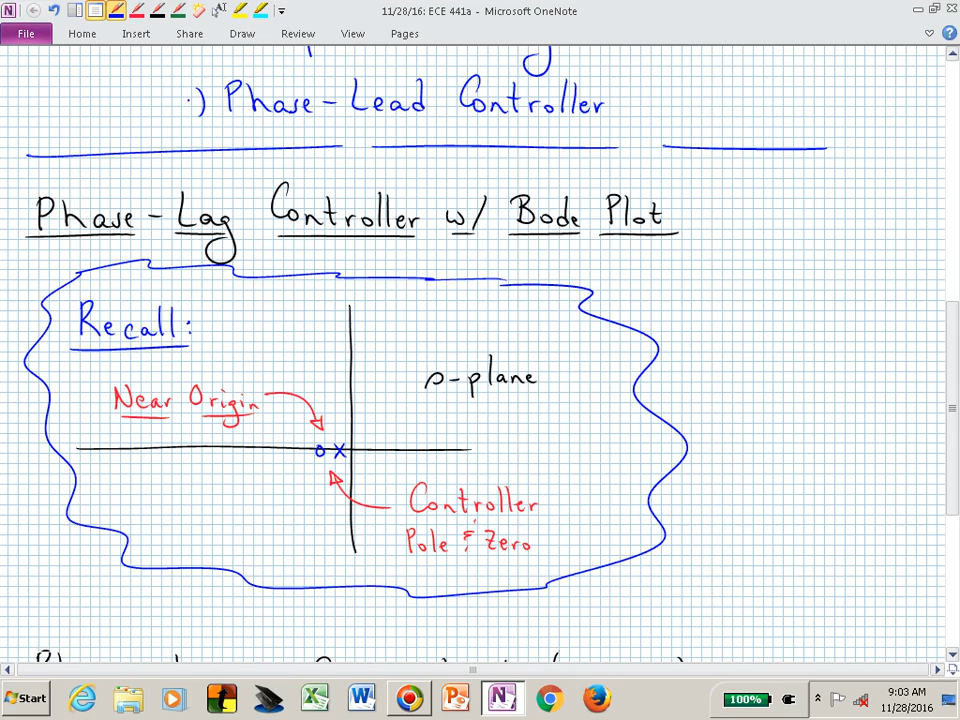 11/28/16: ECE 441a - Microsoft OneNote
File Home Insert Share Draw Review View Pages
·) Phase-Lead Controller
Phase-Lag Controller w/ Bode Plot
Recall:
s-plane
Near Origin
Controller
Pole & Zero
100%
Start
9:03 AM
11/28/2016